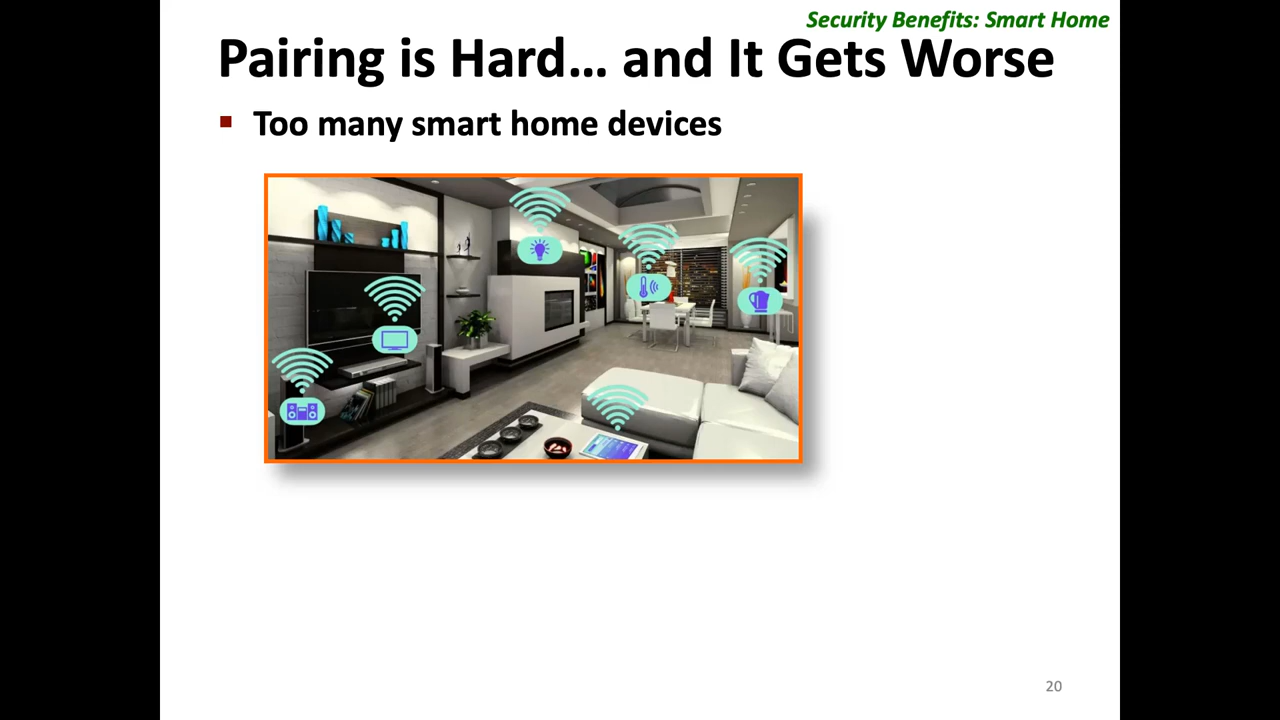 Security Benefits: Smart Home
Pairing is Hard… and It Gets Worse
Too many smart home devices
20